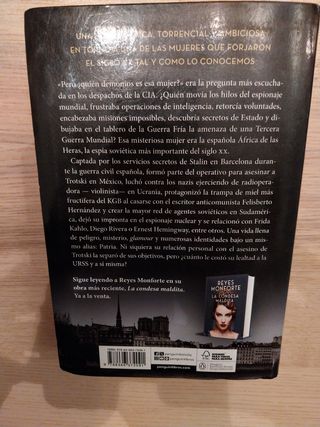 UNA
TORRENCIAL Y AMBICIOSA
EN TORNO A UNA DE LAS MUJERES QUE FORJARON
EL SIGLO XX TAL Y COMO LO CONOCEMOS
«Pero ¿quién demonios es esa mujer?» era la pregunta más escucha-
da en los despachos de la CIA. ¿Quién movía los hilos del espionaje
mundial, frustraba operaciones de inteligencia, retorcía voluntades,
encabezaba misiones imposibles, descubría secretos de Estado y dibu-
jaba en el tablero de la Guerra Fría la amenaza de una Tercera
Guerra Mundial? Esa misteriosa mujer era la española África de las
Heras, la espía soviética más importante del siglo XX.
Captada por los servicios secretos de Stalin en Barcelona duran-
te la guerra civil española, formó parte del operativo para asesinar a
Trotski en México, luchó contra los nazis ejerciendo de radioopera-
dora —violinista— en Ucrania, protagonizó la trampa de miel más
fructífera del KGB al casarse con el escritor anticomunista Felisberto
Hernández y crear la mayor red de agentes soviéticos en Sudaméri-
ca, dejó su impronta en el espionaje nuclear y se relacionó con Frida
Kahlo, Diego Rivera o Ernest Hemingway, entre otros. Una vida llena
de peligro, misterio, glamour y numerosas identidades bajo un mis-
mo alias: Patria. Ni siquiera su relación personal con el asesino de
Trotski la separó de sus objetivos, pero ¿cuánto le costó su lealtad a la
URSS y a sí misma?
Sigue leyendo a Reyes Monforte en su
obra más reciente, La condesa maldita.
Ya a la venta.
REYES
MONFORTE
LA CONDESA
MALDITA
penguinlibros
penguinlibros.com